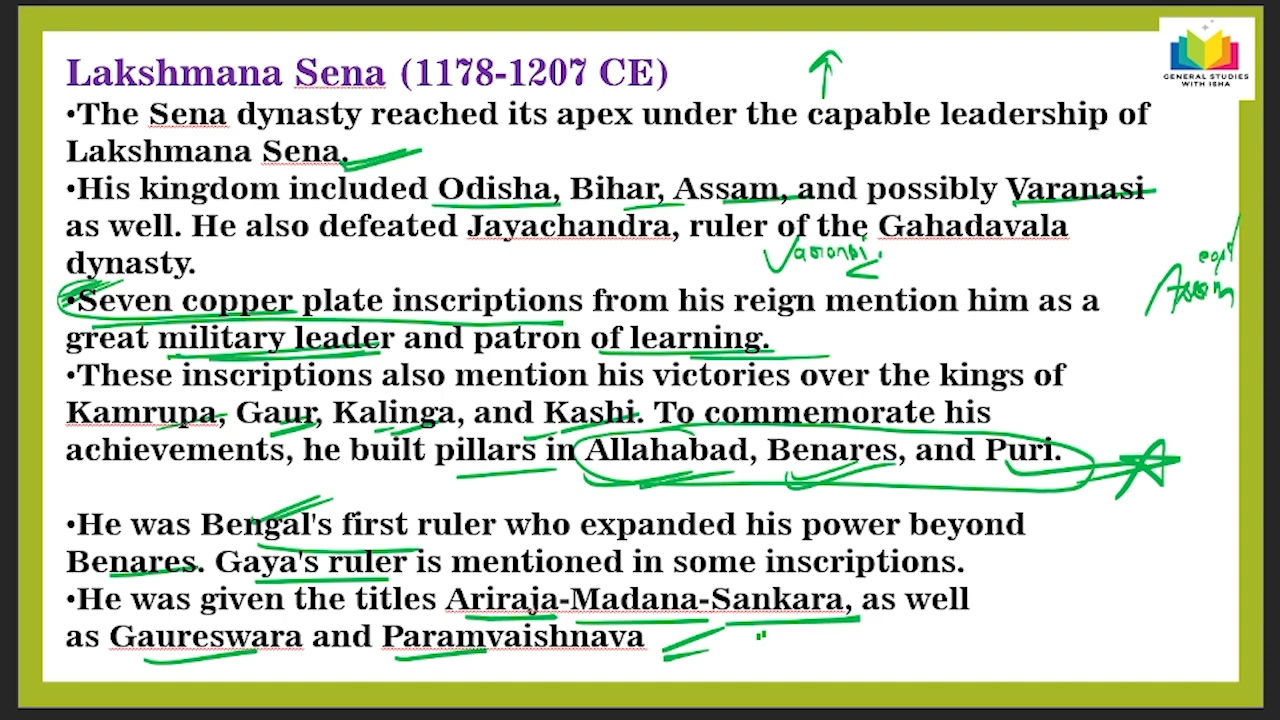 Lakshmana Sena (1178-1207 CE)
GENERAL STUDIES
WITH ISHA
•The Sena dynasty reached its apex under the capable leadership of
Lakshmana Sena.
•His kingdom included Odisha, Bihar, Assam, and possibly Varanasi
as well. He also defeated Jayachandra, ruler of the Gahadavala
Varanasi
dynasty.
Assam
•Seven copper plate inscriptions from his reign mention him as a
great military leader and patron of learning.
•These inscriptions also mention his victories over the kings of
Kamrupa, Gaur, Kalinga, and Kashi. To commemorate his
achievements, he built pillars in Allahabad, Benares, and Puri.
•He was Bengal's first ruler who expanded his power beyond
Benares. Gaya's ruler is mentioned in some inscriptions.
•He was given the titles Ariraja-Madana-Sankara, as well
as Gaureswara and Paramvaishnava